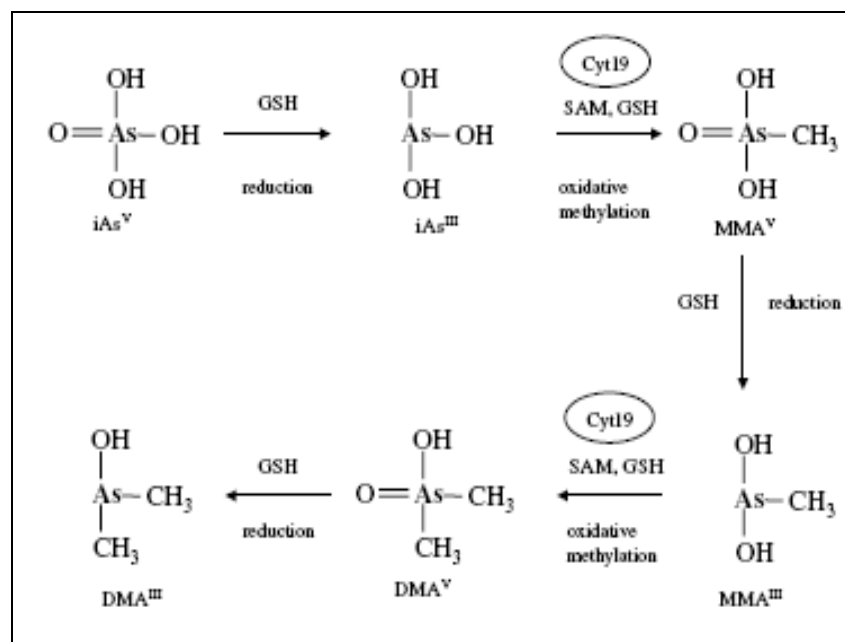 OH
O=As-OH
OH
iAsⱽ
GSH
reduction
OH
As-OH
OH
iAsᴵᴵᴵ
Cyt19
SAM, GSH
oxidative
methylation
OH
O=As-CH₃
OH
MMAⱽ
GSH reduction
OH
As-CH₃
OH
MMAᴵᴵᴵ
Cyt19
SAM, GSH
oxidative
methylation
OH
O=As-CH₃
CH₃
DMAⱽ
GSH
reduction
OH
As-CH₃
CH₃
DMAᴵᴵᴵ